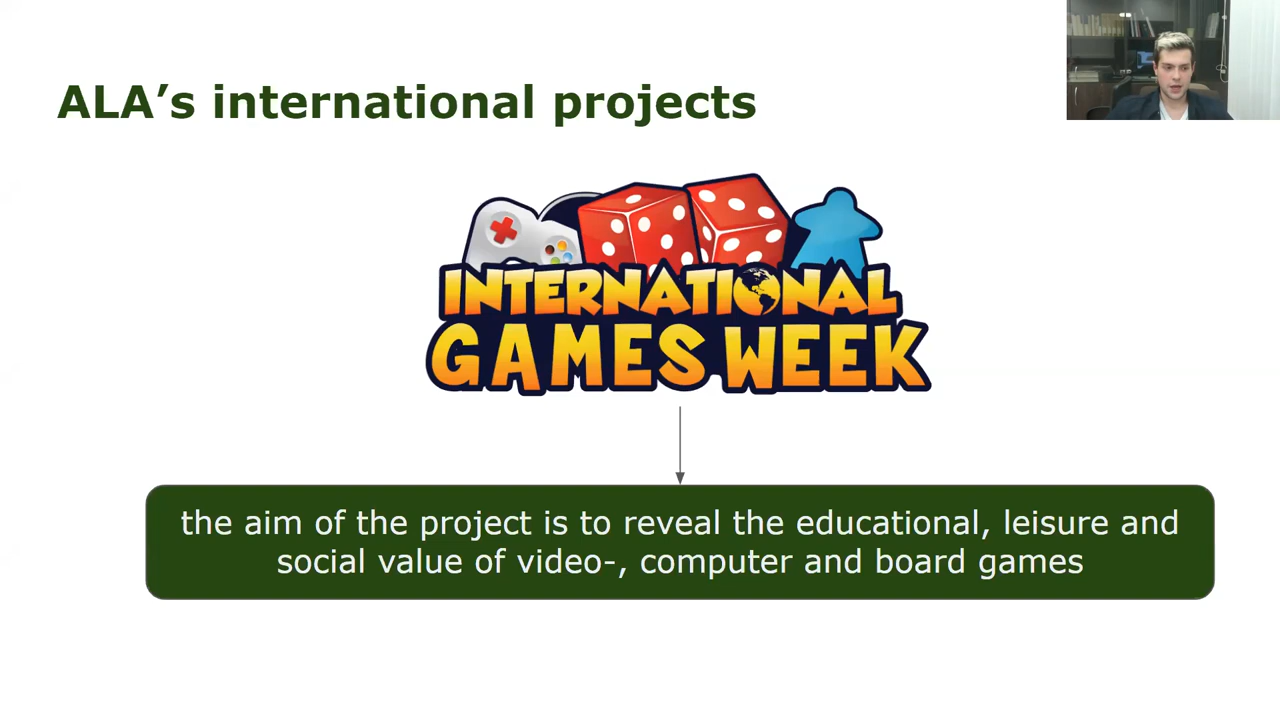 ALA’s international projects
INTERNATIONAL
GAMES WEEK
the aim of the project is to reveal the educational, leisure and
social value of video-, computer and board games